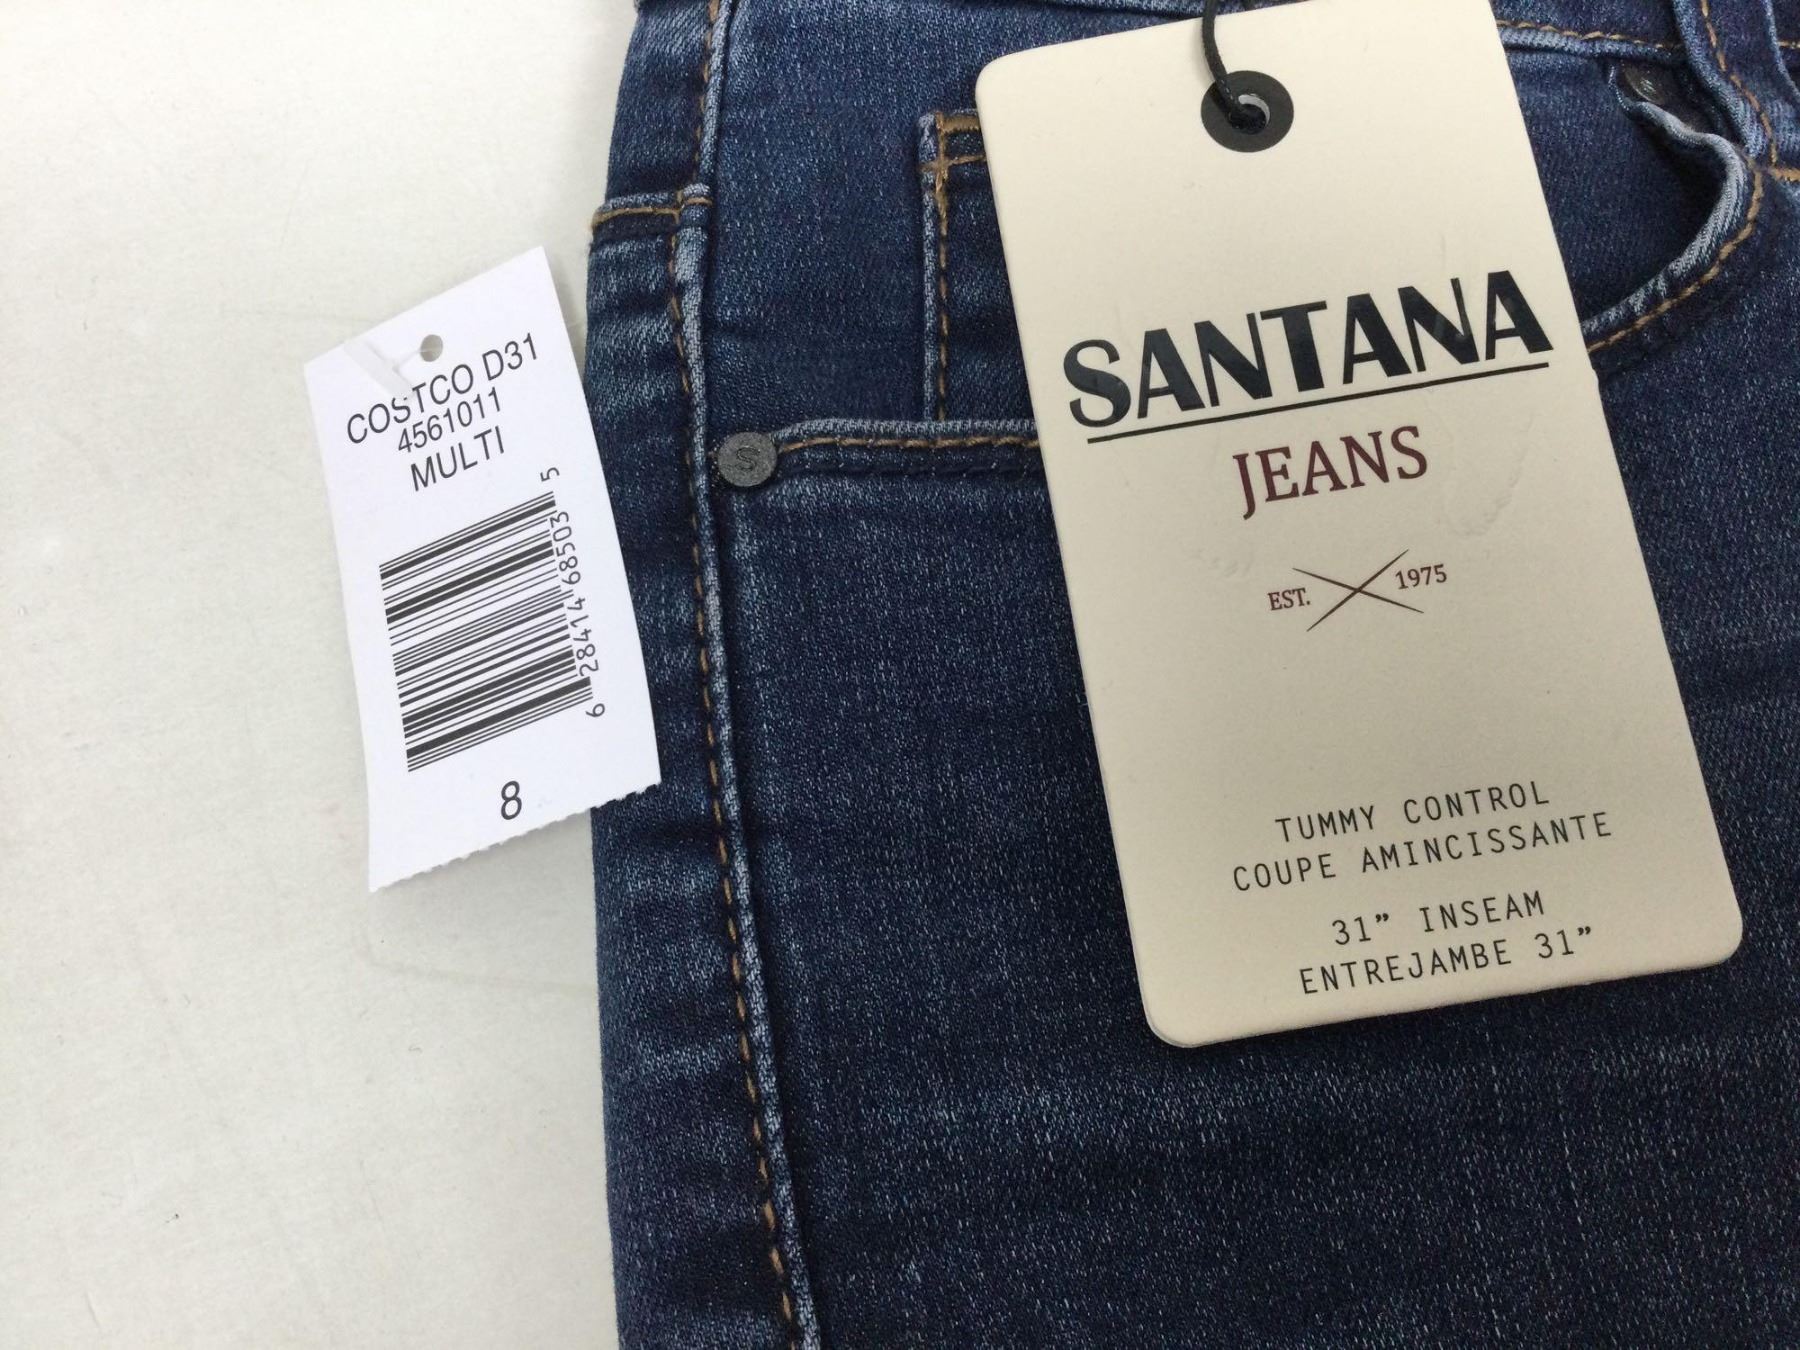 COSTCO D31
4561011
MULTI
6 28414 68503 5
8
S
SANTANA
JEANS
EST. 1975
TUMMY CONTROL
COUPE AMINCISSANTE
31” INSEAM
ENTREJAMBE 31”